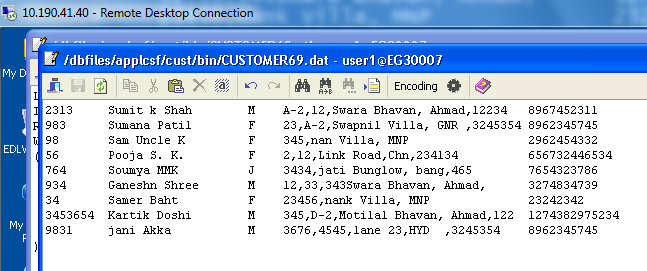 10.190.41.40 - Remote Desktop Connection
My D
/dbfiles/applcsf/cust/bin/CUSTOMER69.dat - user1@EG30007
Encoding
2313 Sumit k Shah M A-2,12,Swara Bhavan, Ahmad,12234 8967452311
983 Sumana Patil F 23,A-2,Swapnil Villa, GNR ,3245354 8962345745
98 Sam Uncle K F 345,nan Villa, MNP 2962454332
56 Pooja S. K. F 2,12,Link Road,Chn,234134 656732446534
764 Soumya MMK J 3434,jati Bunglow, bang,465 7654323786
934 Ganeshn Shree M 12,33,343Swara Bhavan, Ahmad, 3274834739
34 Samer Baht F 23456,nank Villa, MNP 23242342
3453654 Kartik Doshi M 345,D-2,Motilal Bhavan, Ahmad,122 1274382975234
9831 jani Akka M 3676,4545,lane 23,HYD ,3245354 8962345745
EDLW
My
P